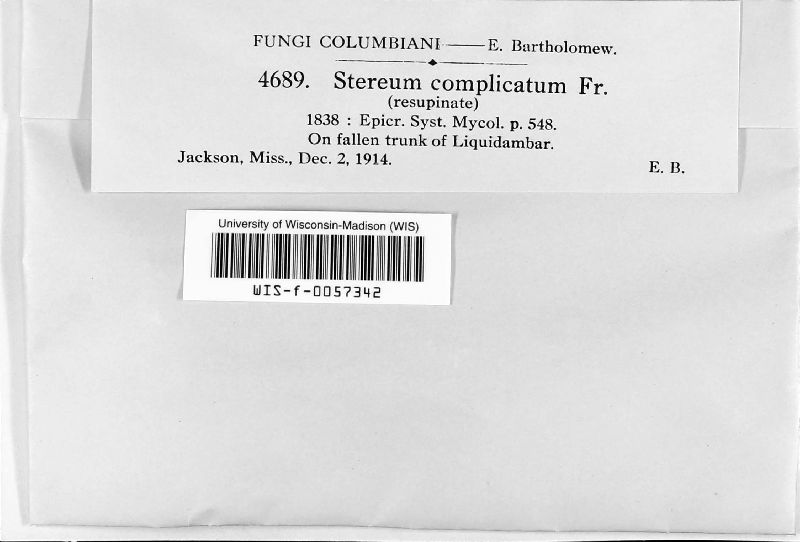 FUNGI COLUMBIANI — E. Bartholomew.
4689. Stereum complicatum Fr.
(resupinate)
1838 : Epicr. Syst. Mycol. p. 548.
On fallen trunk of Liquidambar.
Jackson, Miss., Dec. 2, 1914.
E. B.
University of Wisconsin-Madison (WIS)
WIS-f-0057342